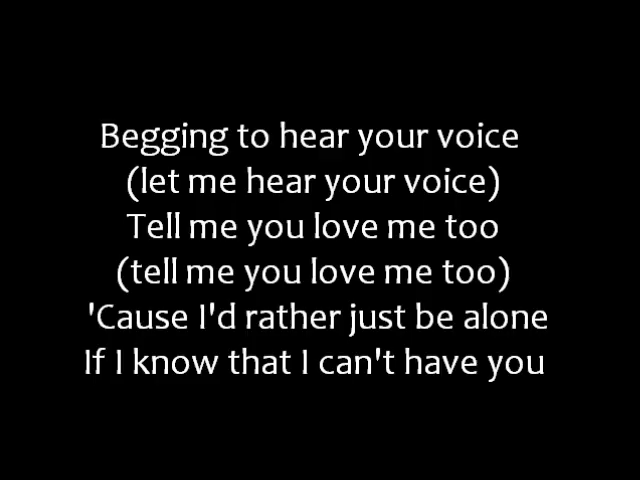 Begging to hear your voice
(let me hear your voice)
Tell me you love me too
(tell me you love me too)
'Cause I'd rather just be alone
If I know that I can't have you